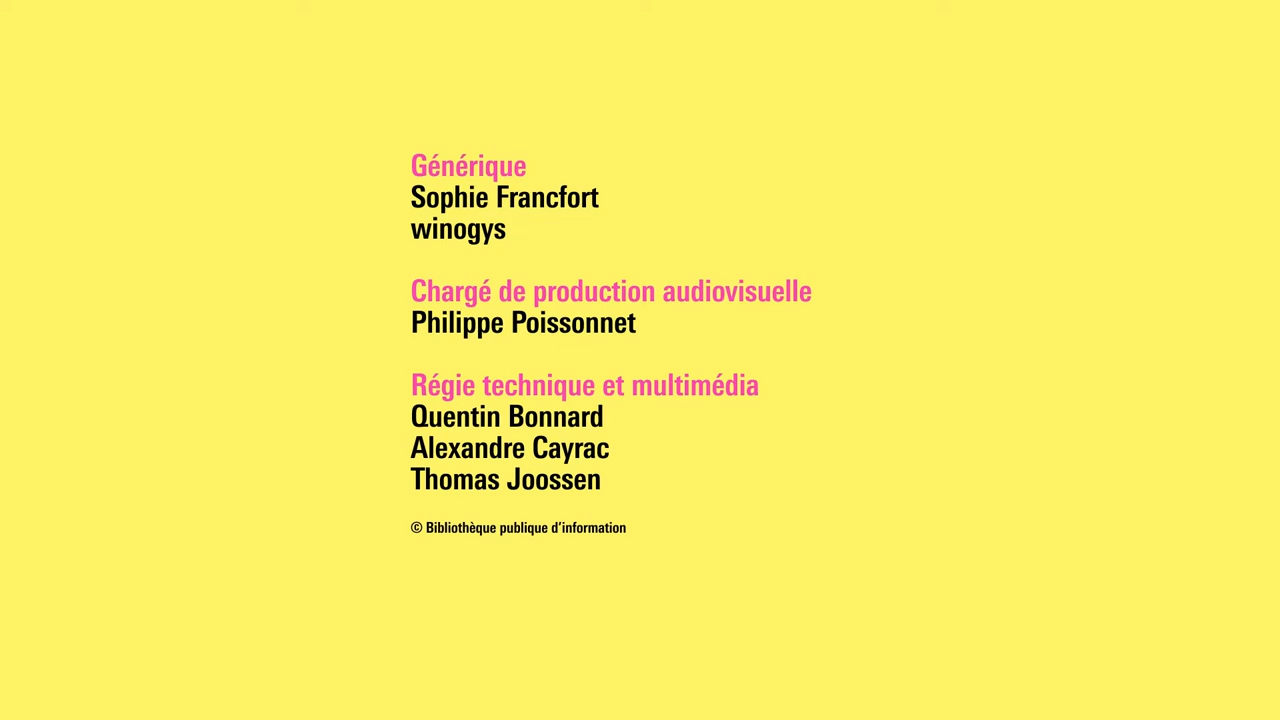 Générique
Sophie Francfort
winogys
Chargé de production audiovisuelle
Philippe Poissonnet
Régie technique et multimédia
Quentin Bonnard
Alexandre Cayrac
Thomas Joossen
© Bibliothèque publique d’information